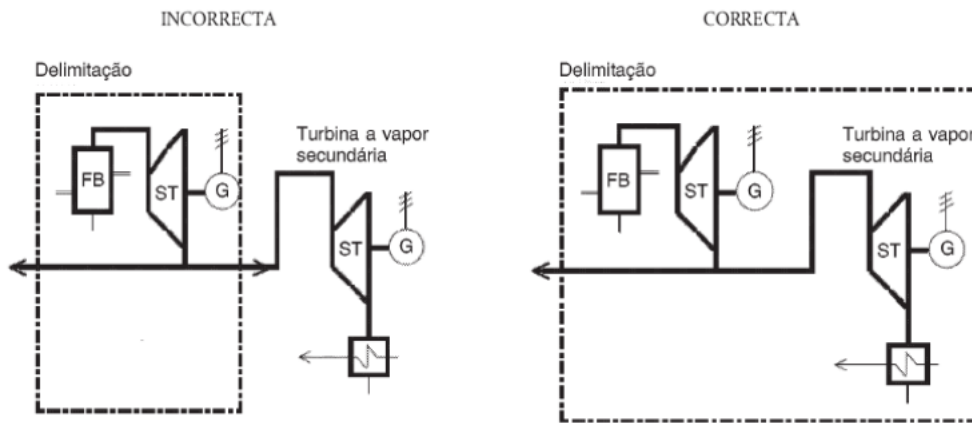 INCORRECTA
CORRECTA
Delimitação
FB
ST
G
Turbina a vapor
secundária
ST
G
Delimitação
FB
ST
G
Turbina a vapor
secundária
ST
G